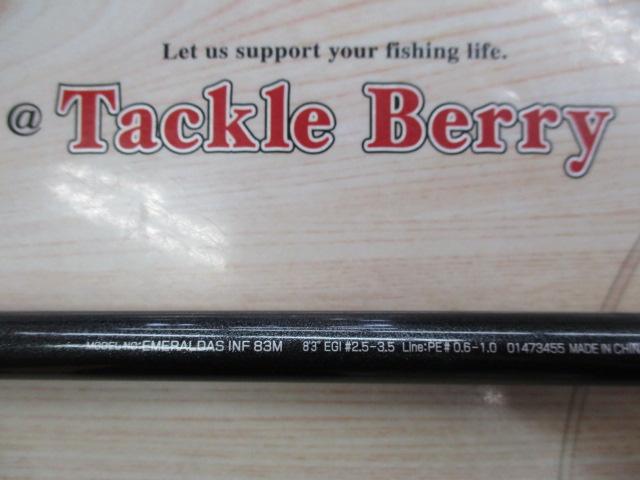 Let us support your fishing life.
@ Tackle Berry
MODEL NO: EMERALDAS INF 83M 8'3" EGI #2.5-3.5 Line:PE# 0.6-1.0 01473455 MADE IN CHINA